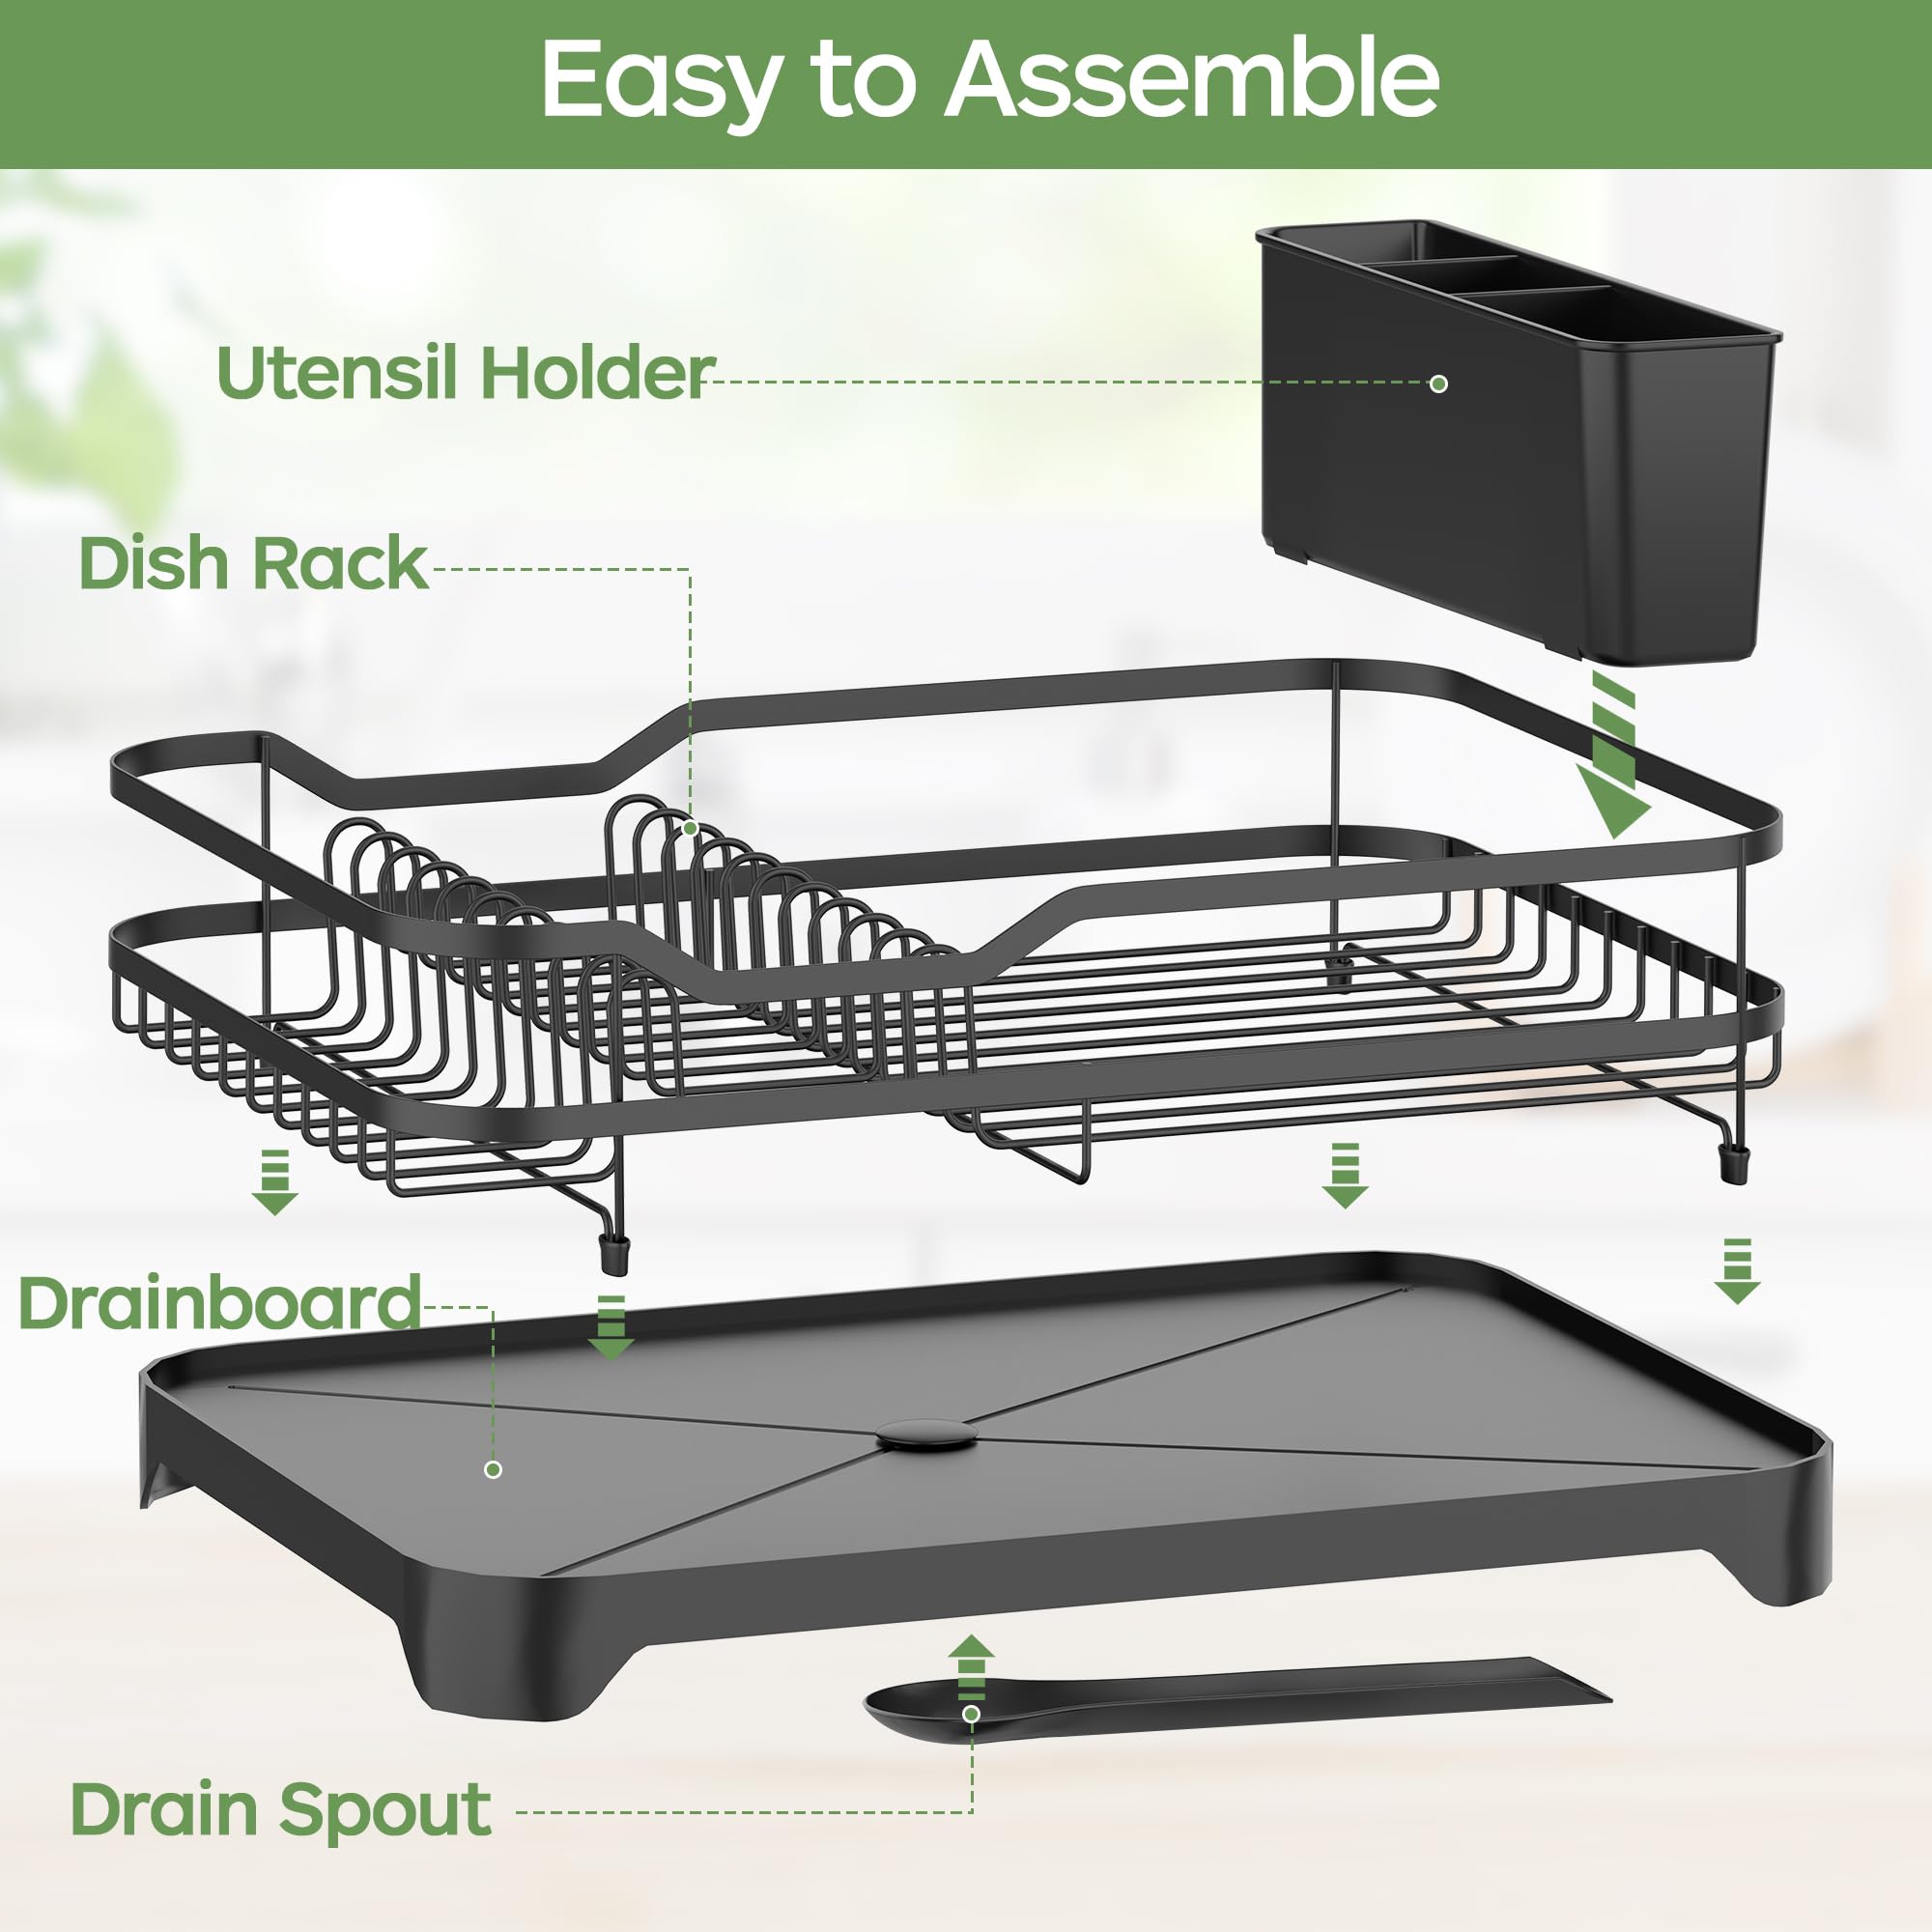 Easy to Assemble
Utensil Holder
Dish Rack
Drainboard
Drain Spout